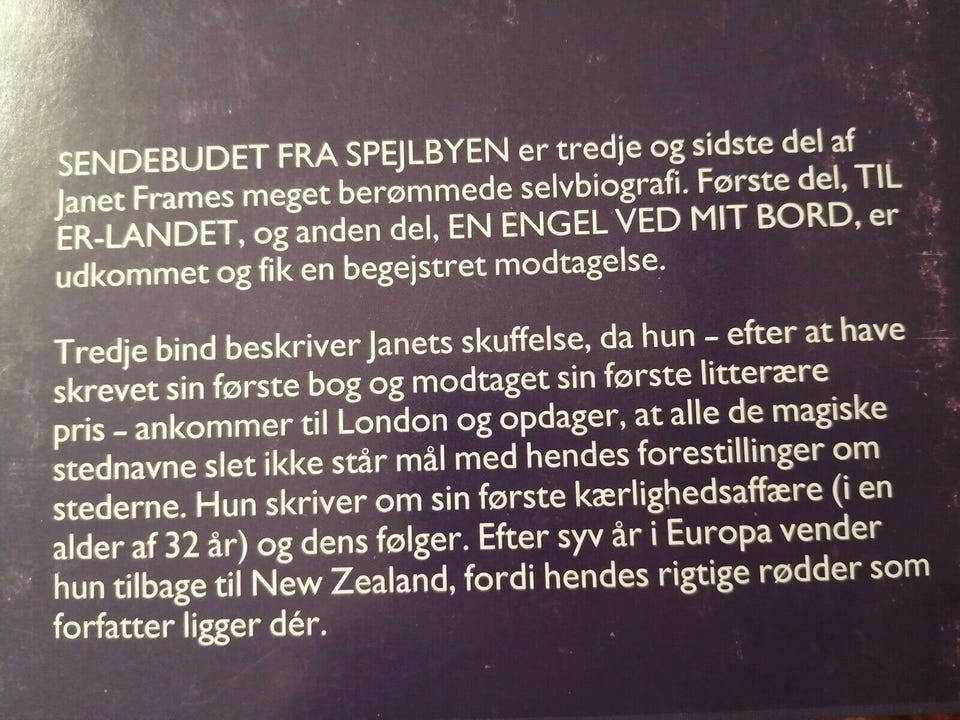 SENDEBUDET FRA SPEJLBYEN er tredje og sidste del af
Janet Frames meget berømmede selvbiografi. Første del, TIL
ER-LANDET, og anden del, EN ENGEL VED MIT BORD, er
udkommet og fik en begejstret modtagelse.
Tredje bind beskriver Janets skuffelse, da hun – efter at have
skrevet sin første bog og modtaget sin første litterære
pris – ankommer til London og opdager, at alle de magiske
stednavne slet ikke står mål med hendes forestillinger om
stederne. Hun skriver om sin første kærlighedsaffære (i en
alder af 32 år) og dens følger. Efter syv år i Europa vender
hun tilbage til New Zealand, fordi hendes rigtige rødder som
forfatter ligger dér.